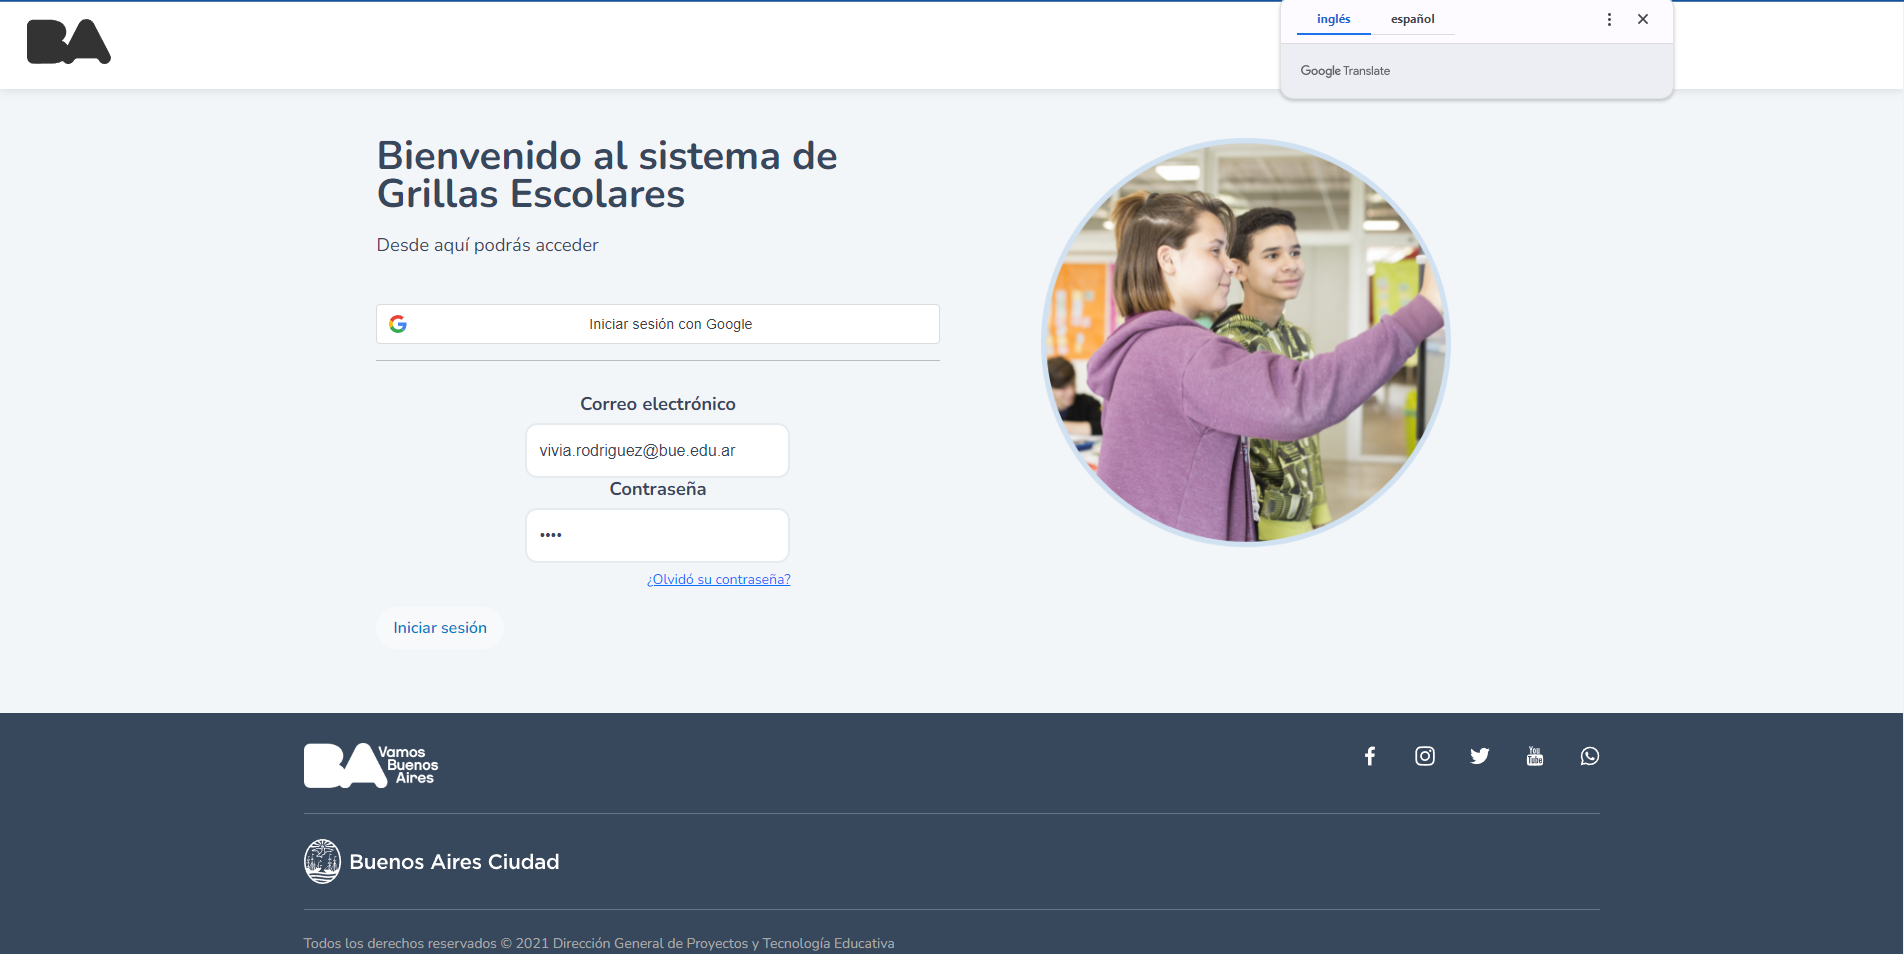 BA
inglés español
Google Translate
Bienvenido al sistema de
Grillas Escolares
Desde aquí podrás acceder
Iniciar sesión con Google
Correo electrónico
vivia.rodriguez@bue.edu.ar
Contraseña
••••
¿Olvidó su contraseña?
Iniciar sesión
BA Vamos
Buenos
Aires
You
Tube
Buenos Aires Ciudad
Todos los derechos reservados © 2021 Dirección General de Proyectos y Tecnología Educativa